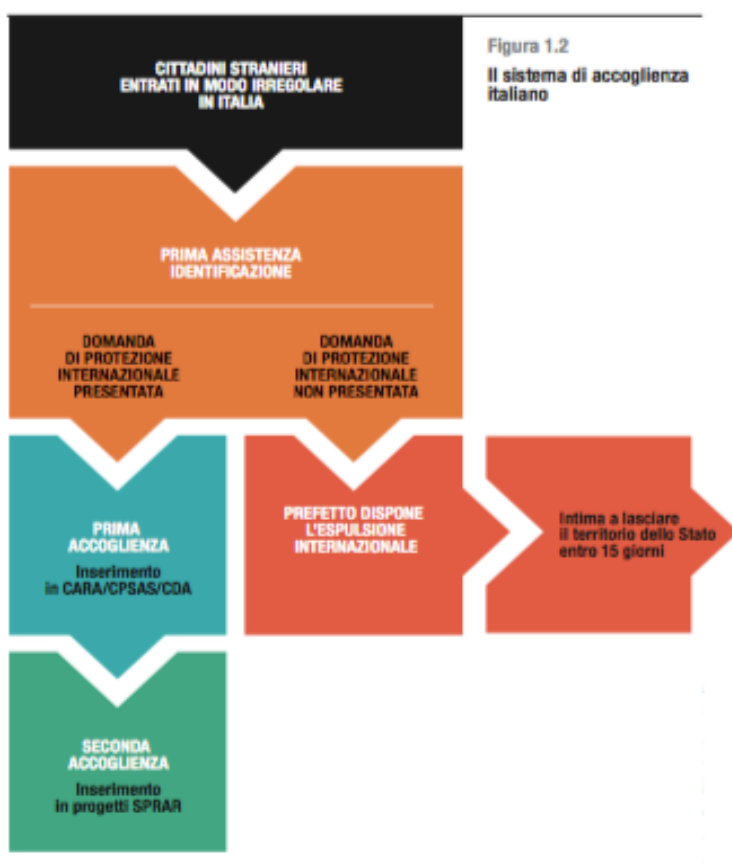 Figura 1.2
Il sistema di accoglienza
italiano
CITTADINI STRANIERI
ENTRATI IN MODO IRREGOLARE
IN ITALIA
PRIMA ASSISTENZA
IDENTIFICAZIONE
DOMANDA
DI PROTEZIONE
INTERNAZIONALE
PRESENTATA
DOMANDA
DI PROTEZIONE
INTERNAZIONALE
NON PRESENTATA
PRIMA
ACCOGLIENZA
Inserimento
in CARA/CPSAS/CDA
PREFETTO DISPONE
L'ESPULSIONE
INTERNAZIONALE
Intima a lasciare
il territorio dello Stato
entro 15 giorni
SECONDA
ACCOGLIENZA
Inserimento
in progetti SPRAR